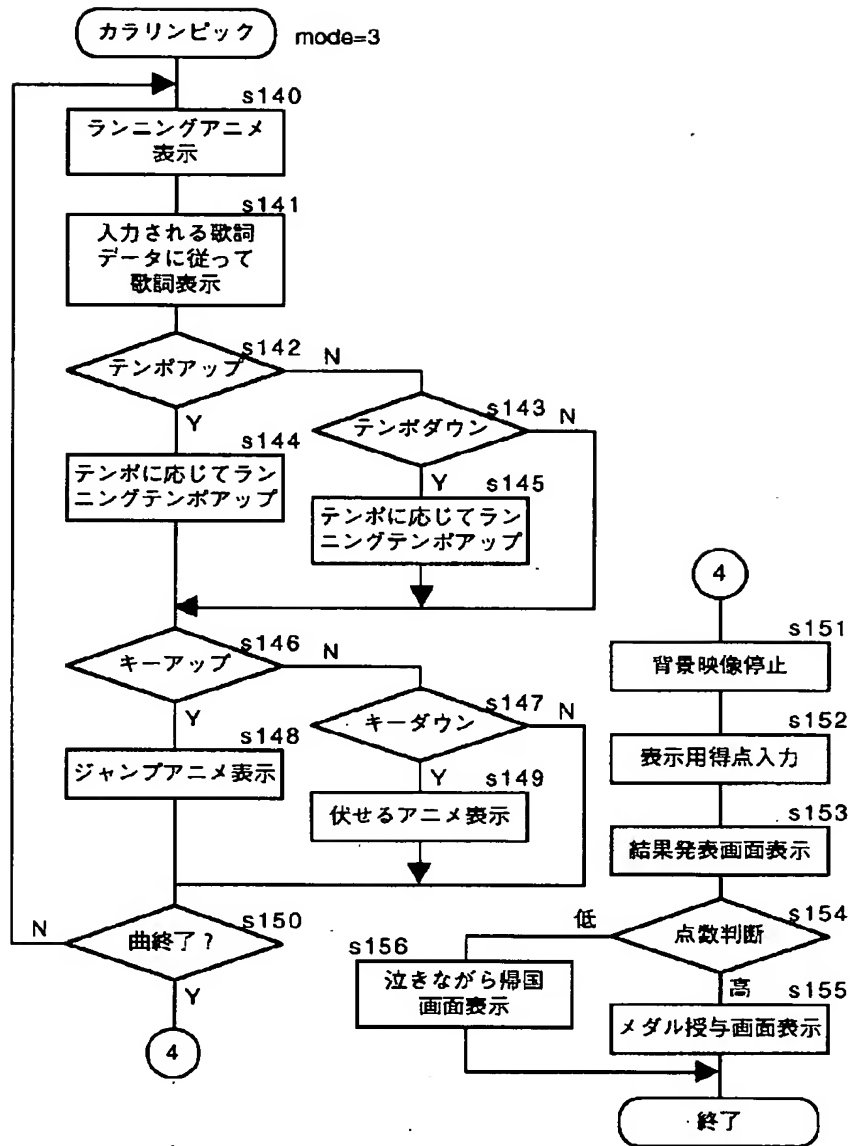 カラリンピック
mode=3
s140
ランニングアニメ
表示
s141
入力される歌詞
データに従って
歌詞表示
s142
テンポアップ
N
Y
s143
テンポダウン
N
Y
s144
テンポに応じてラン
ニングテンポアップ
s145
テンポに応じてラン
ニングテンポアップ
s146
キーアップ
N
Y
s147
キーダウン
N
Y
s148
ジャンプアニメ表示
s149
伏せるアニメ表示
s150
曲終了?
N
Y
4
4
s151
背景映像停止
s152
表示用得点入力
s153
結果発表画面表示
s154
点数判断
低
高
s156
泣きながら帰国
画面表示
s155
メダル授与画面表示
終了